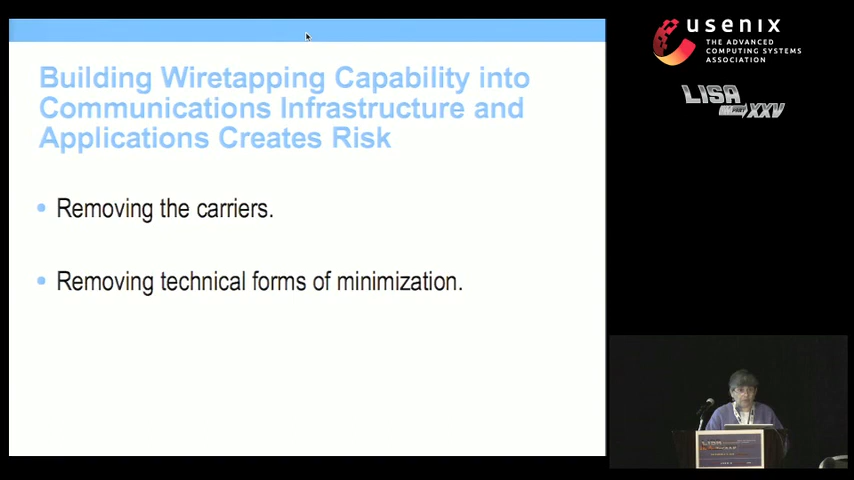 Building Wiretapping Capability into
Communications Infrastructure and
Applications Creates Risk
• Removing the carriers.
• Removing technical forms of minimization.
usenix
THE ADVANCED
COMPUTING SYSTEMS
ASSOCIATION
LISA
XXV
LISA